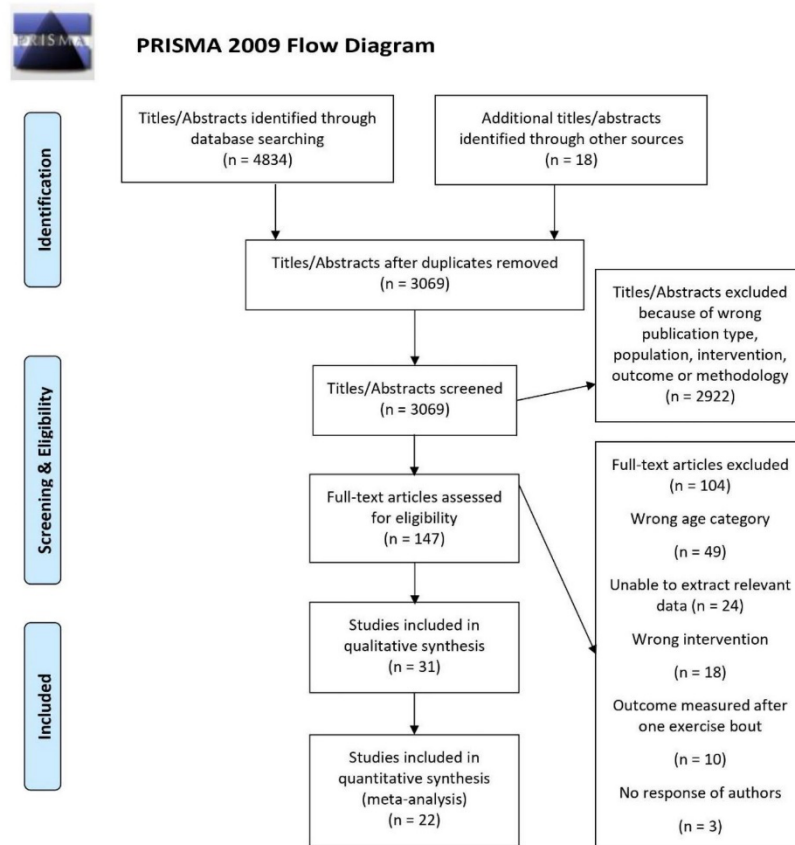 PRISMA
PRISMA 2009 Flow Diagram
Identification
Titles/Abstracts identified through
database searching
(n = 4834)
Additional titles/abstracts
identified through other sources
(n = 18)
Titles/Abstracts after duplicates removed
(n = 3069)
Titles/Abstracts excluded
because of wrong
publication type,
population, intervention,
outcome or methodology
(n = 2922)
Screening & Eligibility
Titles/Abstracts screened
(n = 3069)
Full-text articles assessed
for eligibility
(n = 147)
Full-text articles excluded
(n = 104)
Wrong age category
(n = 49)
Unable to extract relevant
data (n = 24)
Wrong intervention
(n = 18)
Outcome measured after
one exercise bout
(n = 10)
No response of authors
(n = 3)
Included
Studies included in
qualitative synthesis
(n = 31)
Studies included in
quantitative synthesis
(meta-analysis)
(n = 22)